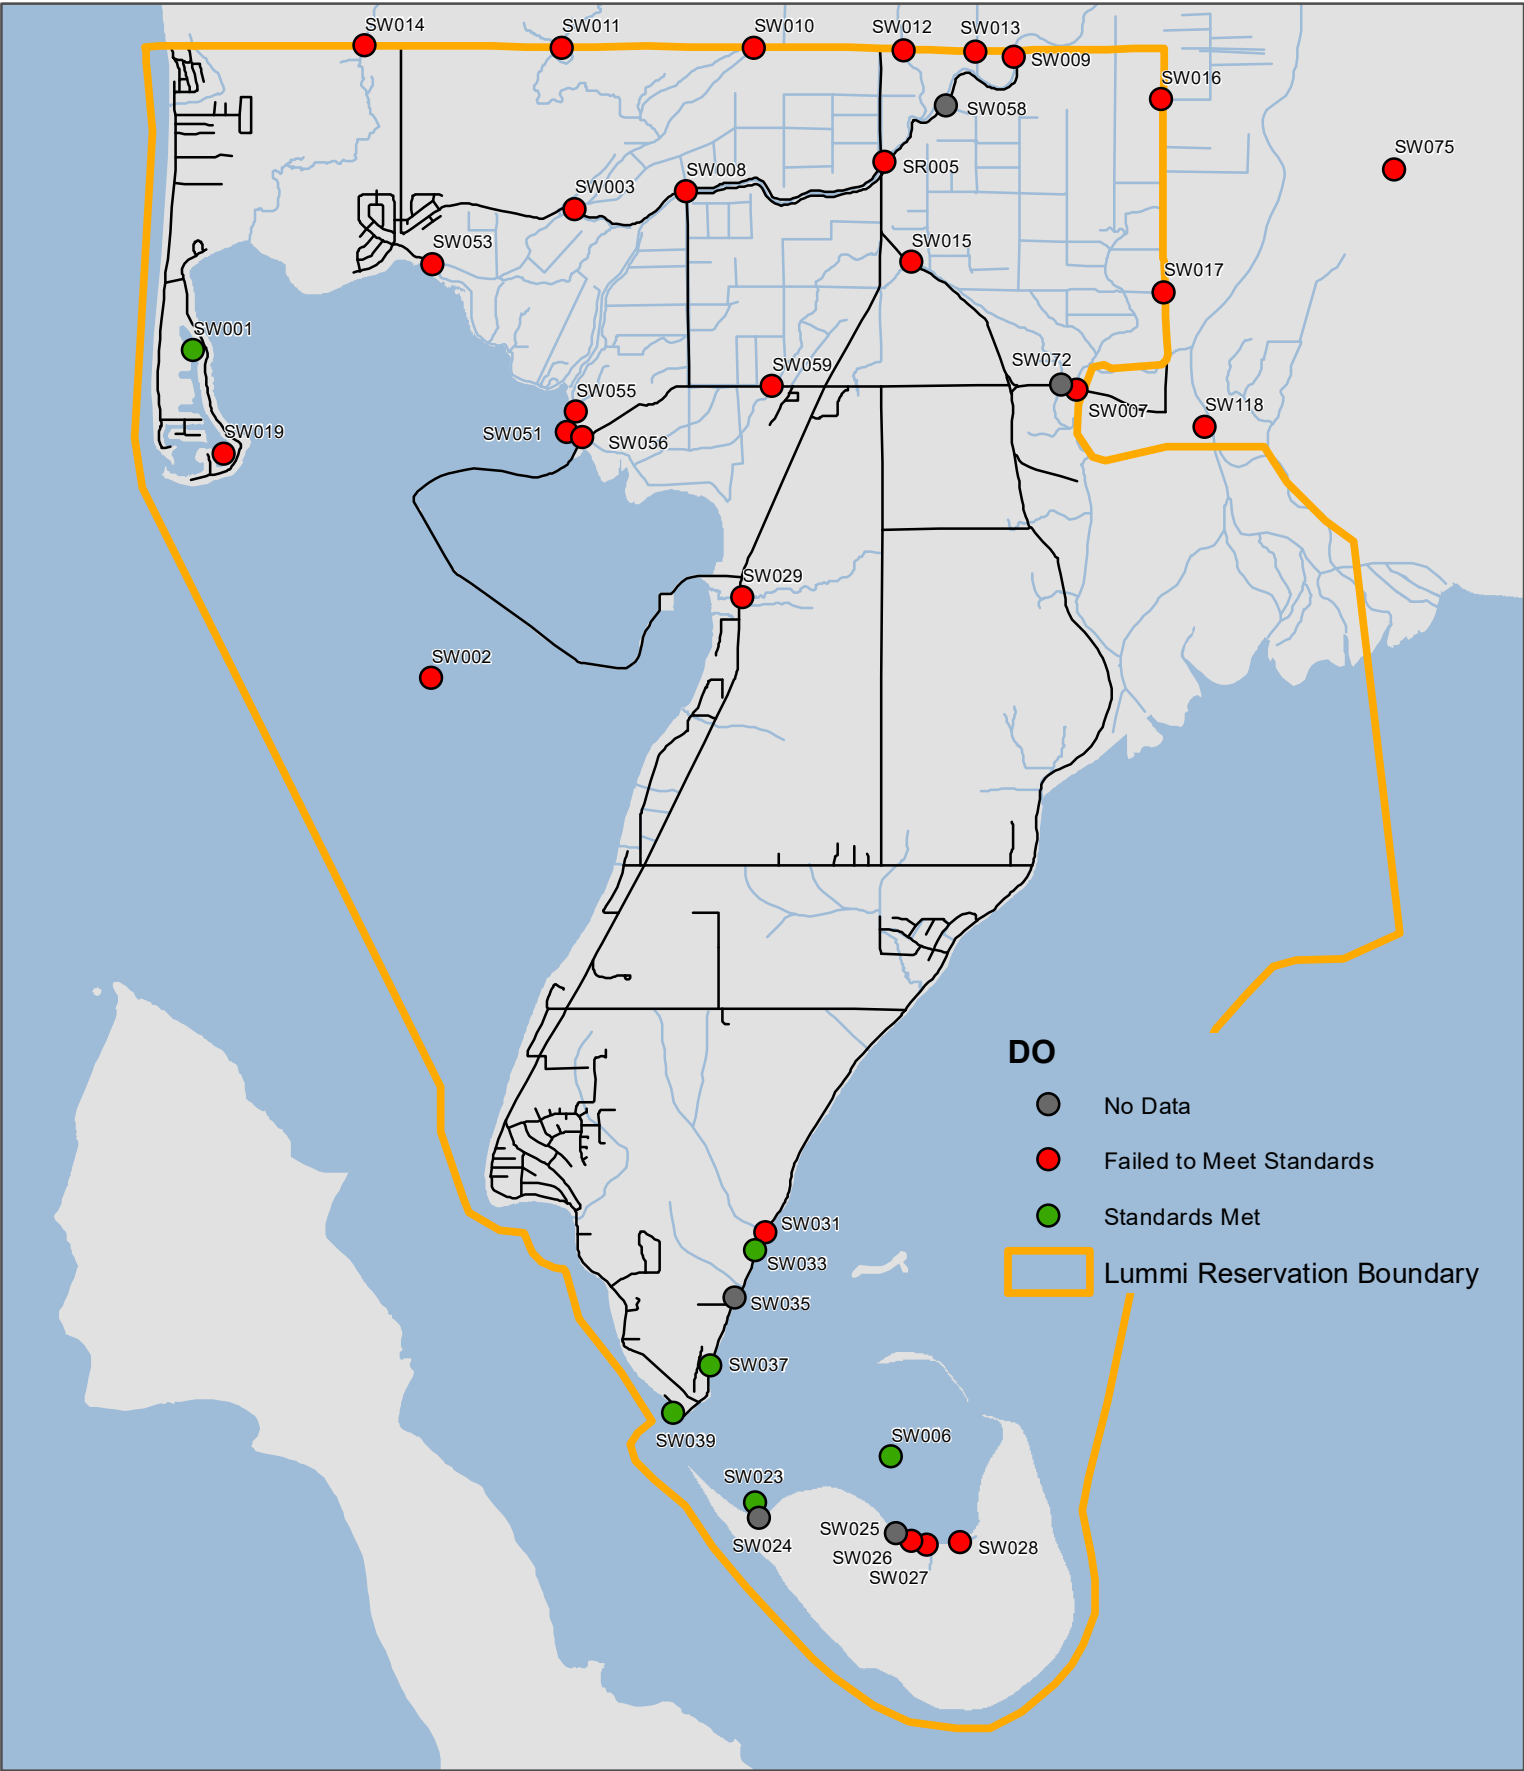 SW014
SW011
SW010
SW012
SW013
SW009
SW016
SW058
SW075
SR005
SW008
SW003
SW053
SW015
SW017
SW001
SW072
SW059
SW055
SW007
SW118
SW019
SW051
SW056
SW029
SW002
DO
No Data
Failed to Meet Standards
Standards Met
Lummi Reservation Boundary
SW031
SW033
SW035
SW037
SW039
SW006
SW023
SW024
SW025
SW026
SW027
SW028